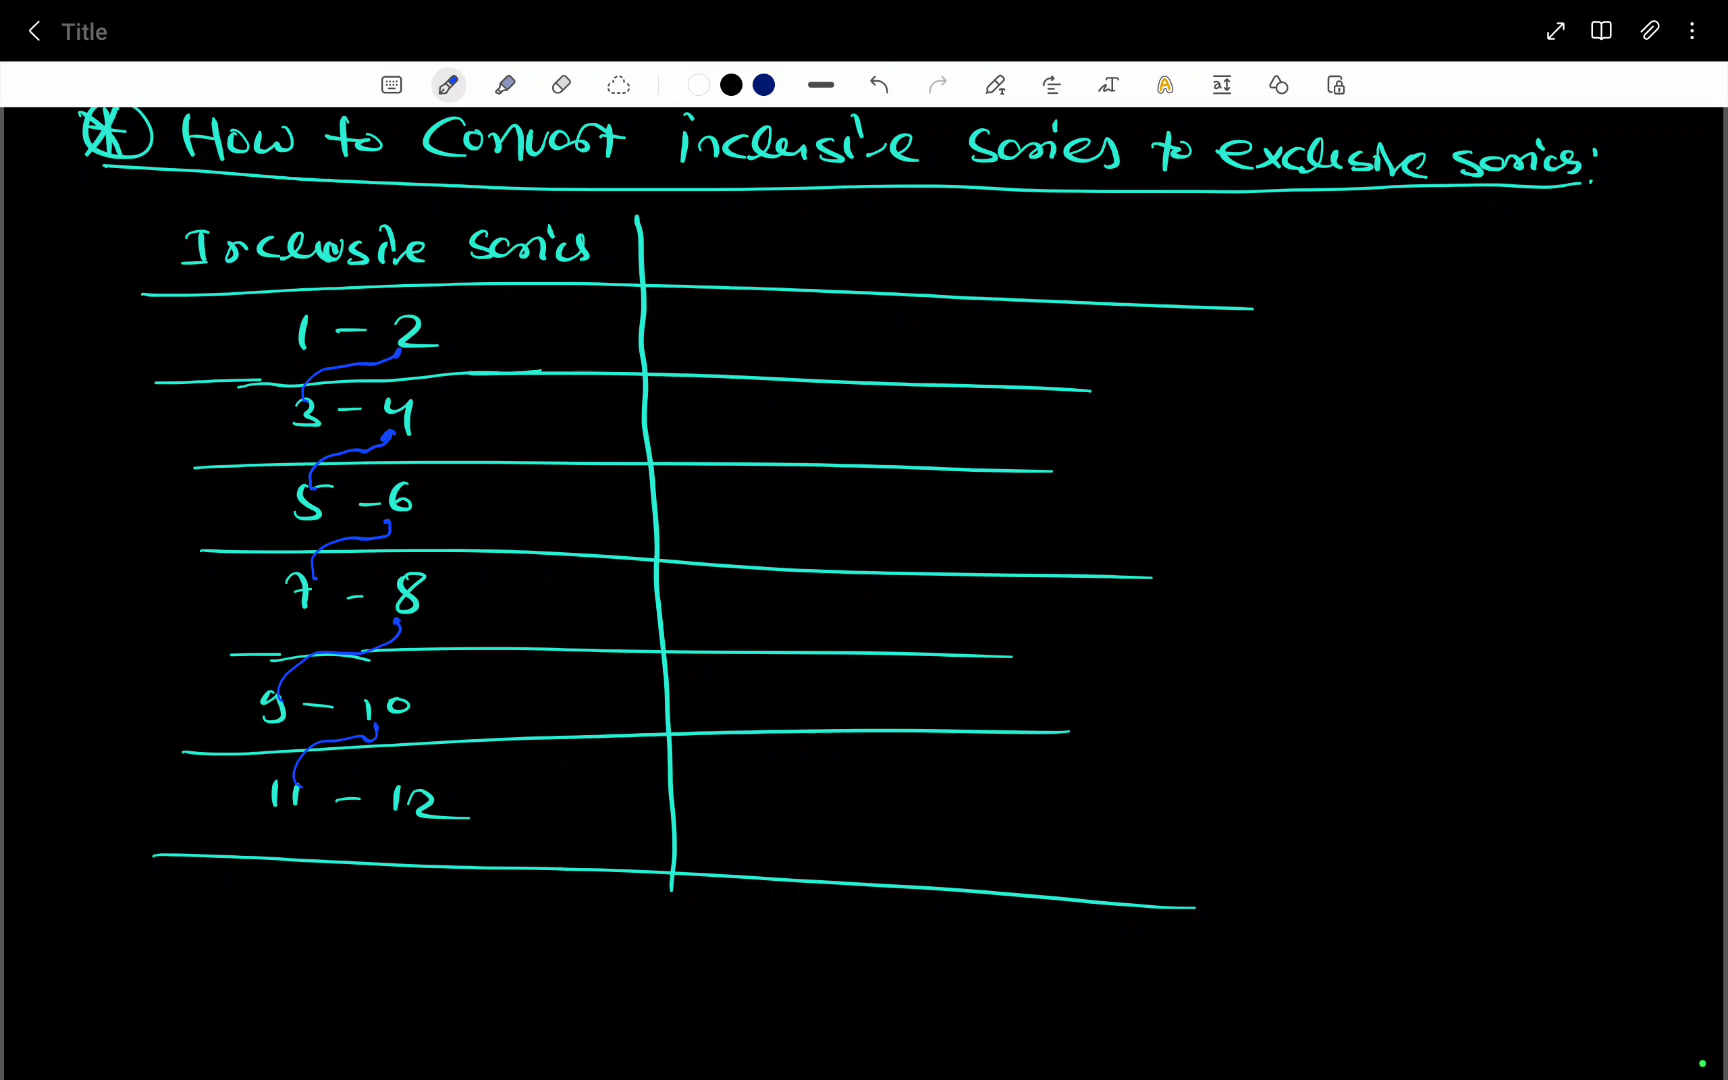 Title
How to Convert inclusive series to exclusive series:
Inclusive series
1 - 2
3 - 4
5 - 6
7 - 8
9 - 10
11 - 12